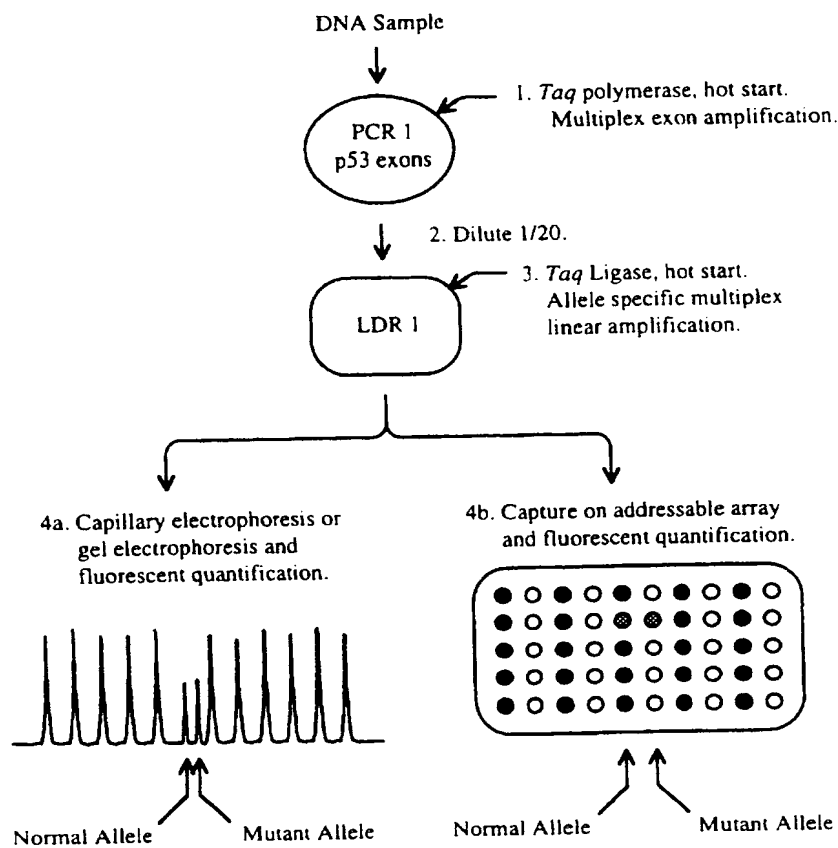 DNA Sample
1. Taq polymerase, hot start.
Multiplex exon amplification.
PCR 1
p53 exons
2. Dilute 1/20.
3. Taq Ligase, hot start.
Allele specific multiplex
linear amplification.
LDR 1
4a. Capillary electrophoresis or
gel electrophoresis and
fluorescent quantification.
4b. Capture on addressable array
and fluorescent quantification.
Normal Allele
Mutant Allele
Normal Allele
Mutant Allele